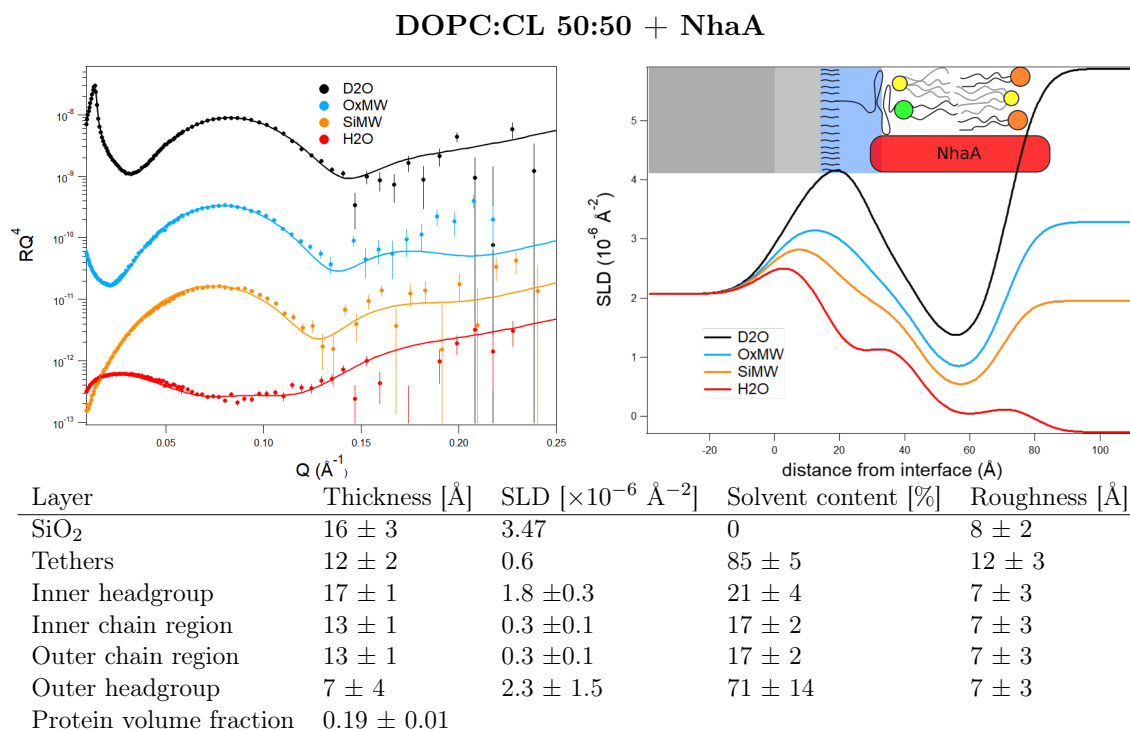 DOPC:CL 50:50 + NhaA
D2O
OxMW
SiMW
H2O
10⁻⁸
10⁻⁹
10⁻¹⁰
10⁻¹¹
10⁻¹²
10⁻¹³
RQ⁴
0.05 0.10 0.15 0.20 0.25
Q (Å⁻¹)
NhaA
4
3
2
1
0
SLD (10⁻⁶ Å⁻²)
D2O
OxMW
SiMW
H2O
-20 0 20 40 60 80 100
distance from interface (Å)
Layer Thickness [Å] SLD [×10⁻⁶ Å⁻²] Solvent content [%] Roughness [Å]
SiO₂ 16 ± 3 3.47 0 8 ± 2
Tethers 12 ± 2 0.6 85 ± 5 12 ± 3
Inner headgroup 17 ± 1 1.8 ±0.3 21 ± 4 7 ± 3
Inner chain region 13 ± 1 0.3 ±0.1 17 ± 2 7 ± 3
Outer chain region 13 ± 1 0.3 ±0.1 17 ± 2 7 ± 3
Outer headgroup 7 ± 4 2.3 ± 1.5 71 ± 14 7 ± 3
Protein volume fraction 0.19 ± 0.01